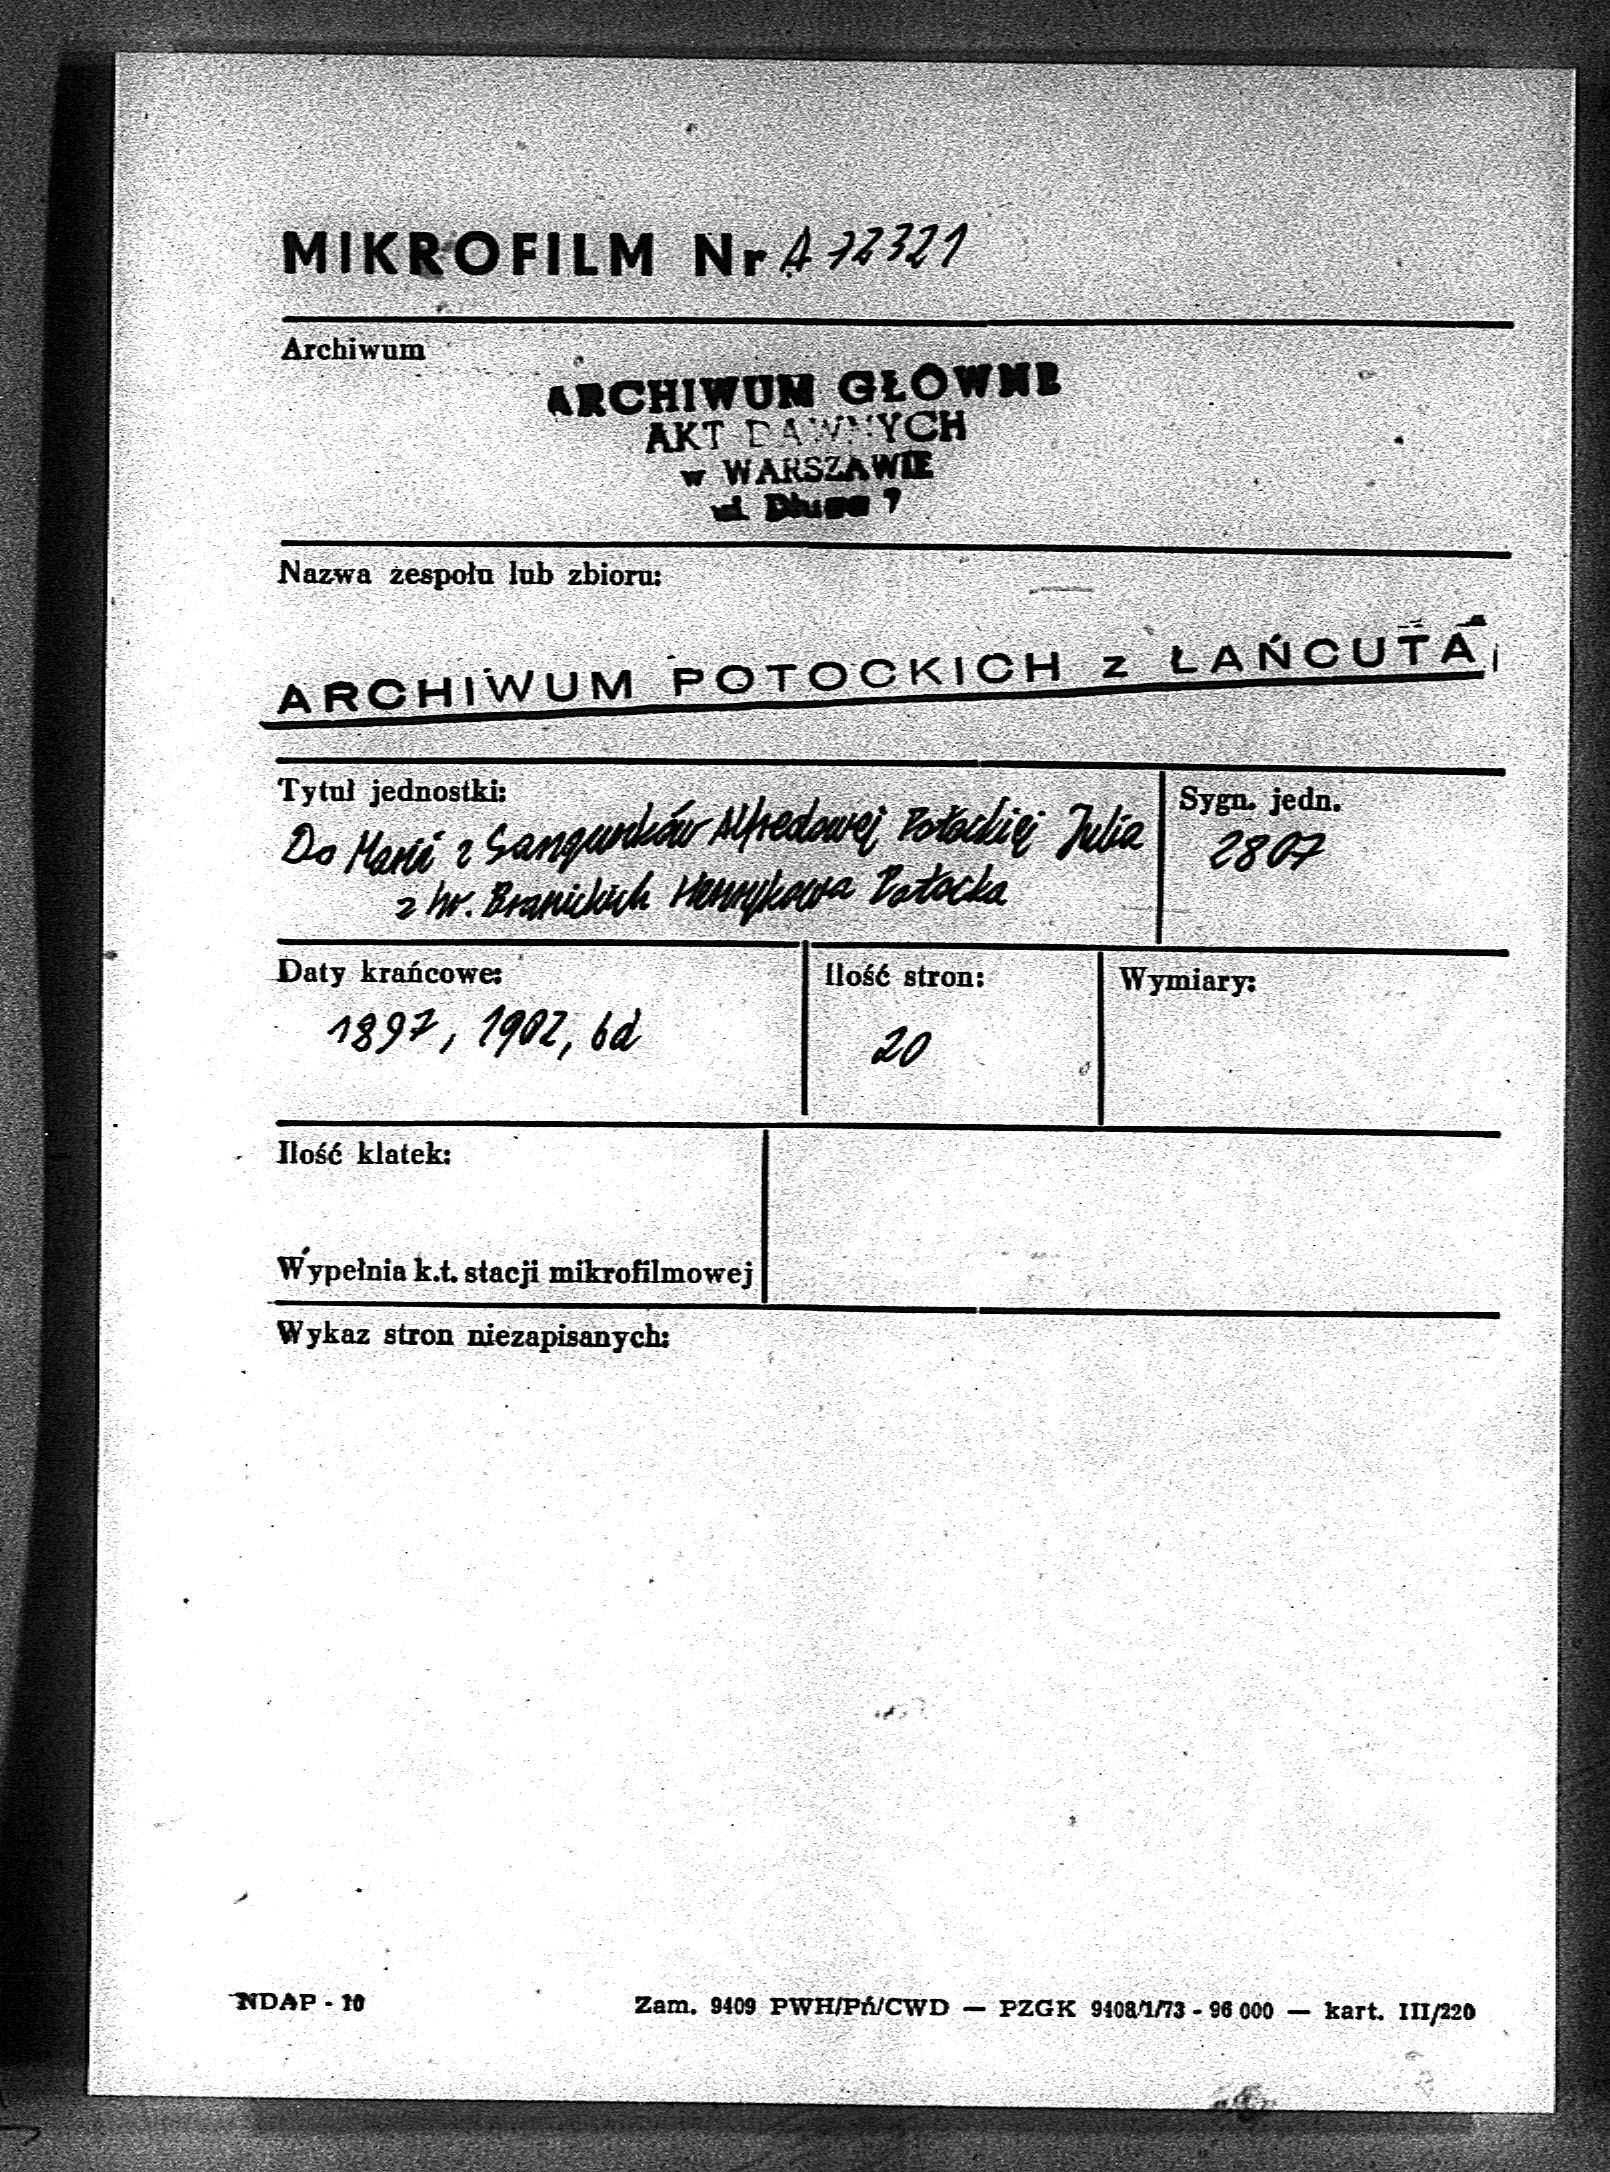 MIKROFILM Nr A 72321
Archiwum
ARCHIWUM GŁÓWNE
AKT DAWNYCH
w WARSZAWIE
ul. Długa 7
Nazwa zespołu lub zbioru:
ARCHIWUM POTOCKICH z ŁAŃCUTA
Tytuł jednostki:
Do Marii z Sanguszków Alfredowej Potockiej Julia
z hr. Branickich Henrykowa Potocka
Sygn. jedn.
2807
Daty krańcowe:
1897, 1902, bd
Ilość stron:
20
Wymiary:
Ilość klatek:
Wypełnia k.t. stacji mikrofilmowej
Wykaz stron niezapisanych:
NDAP - 10
Zam. 9409 PWH/Pń/CWD — PZGK 9408/1/73 - 96 000 — kart. III/220